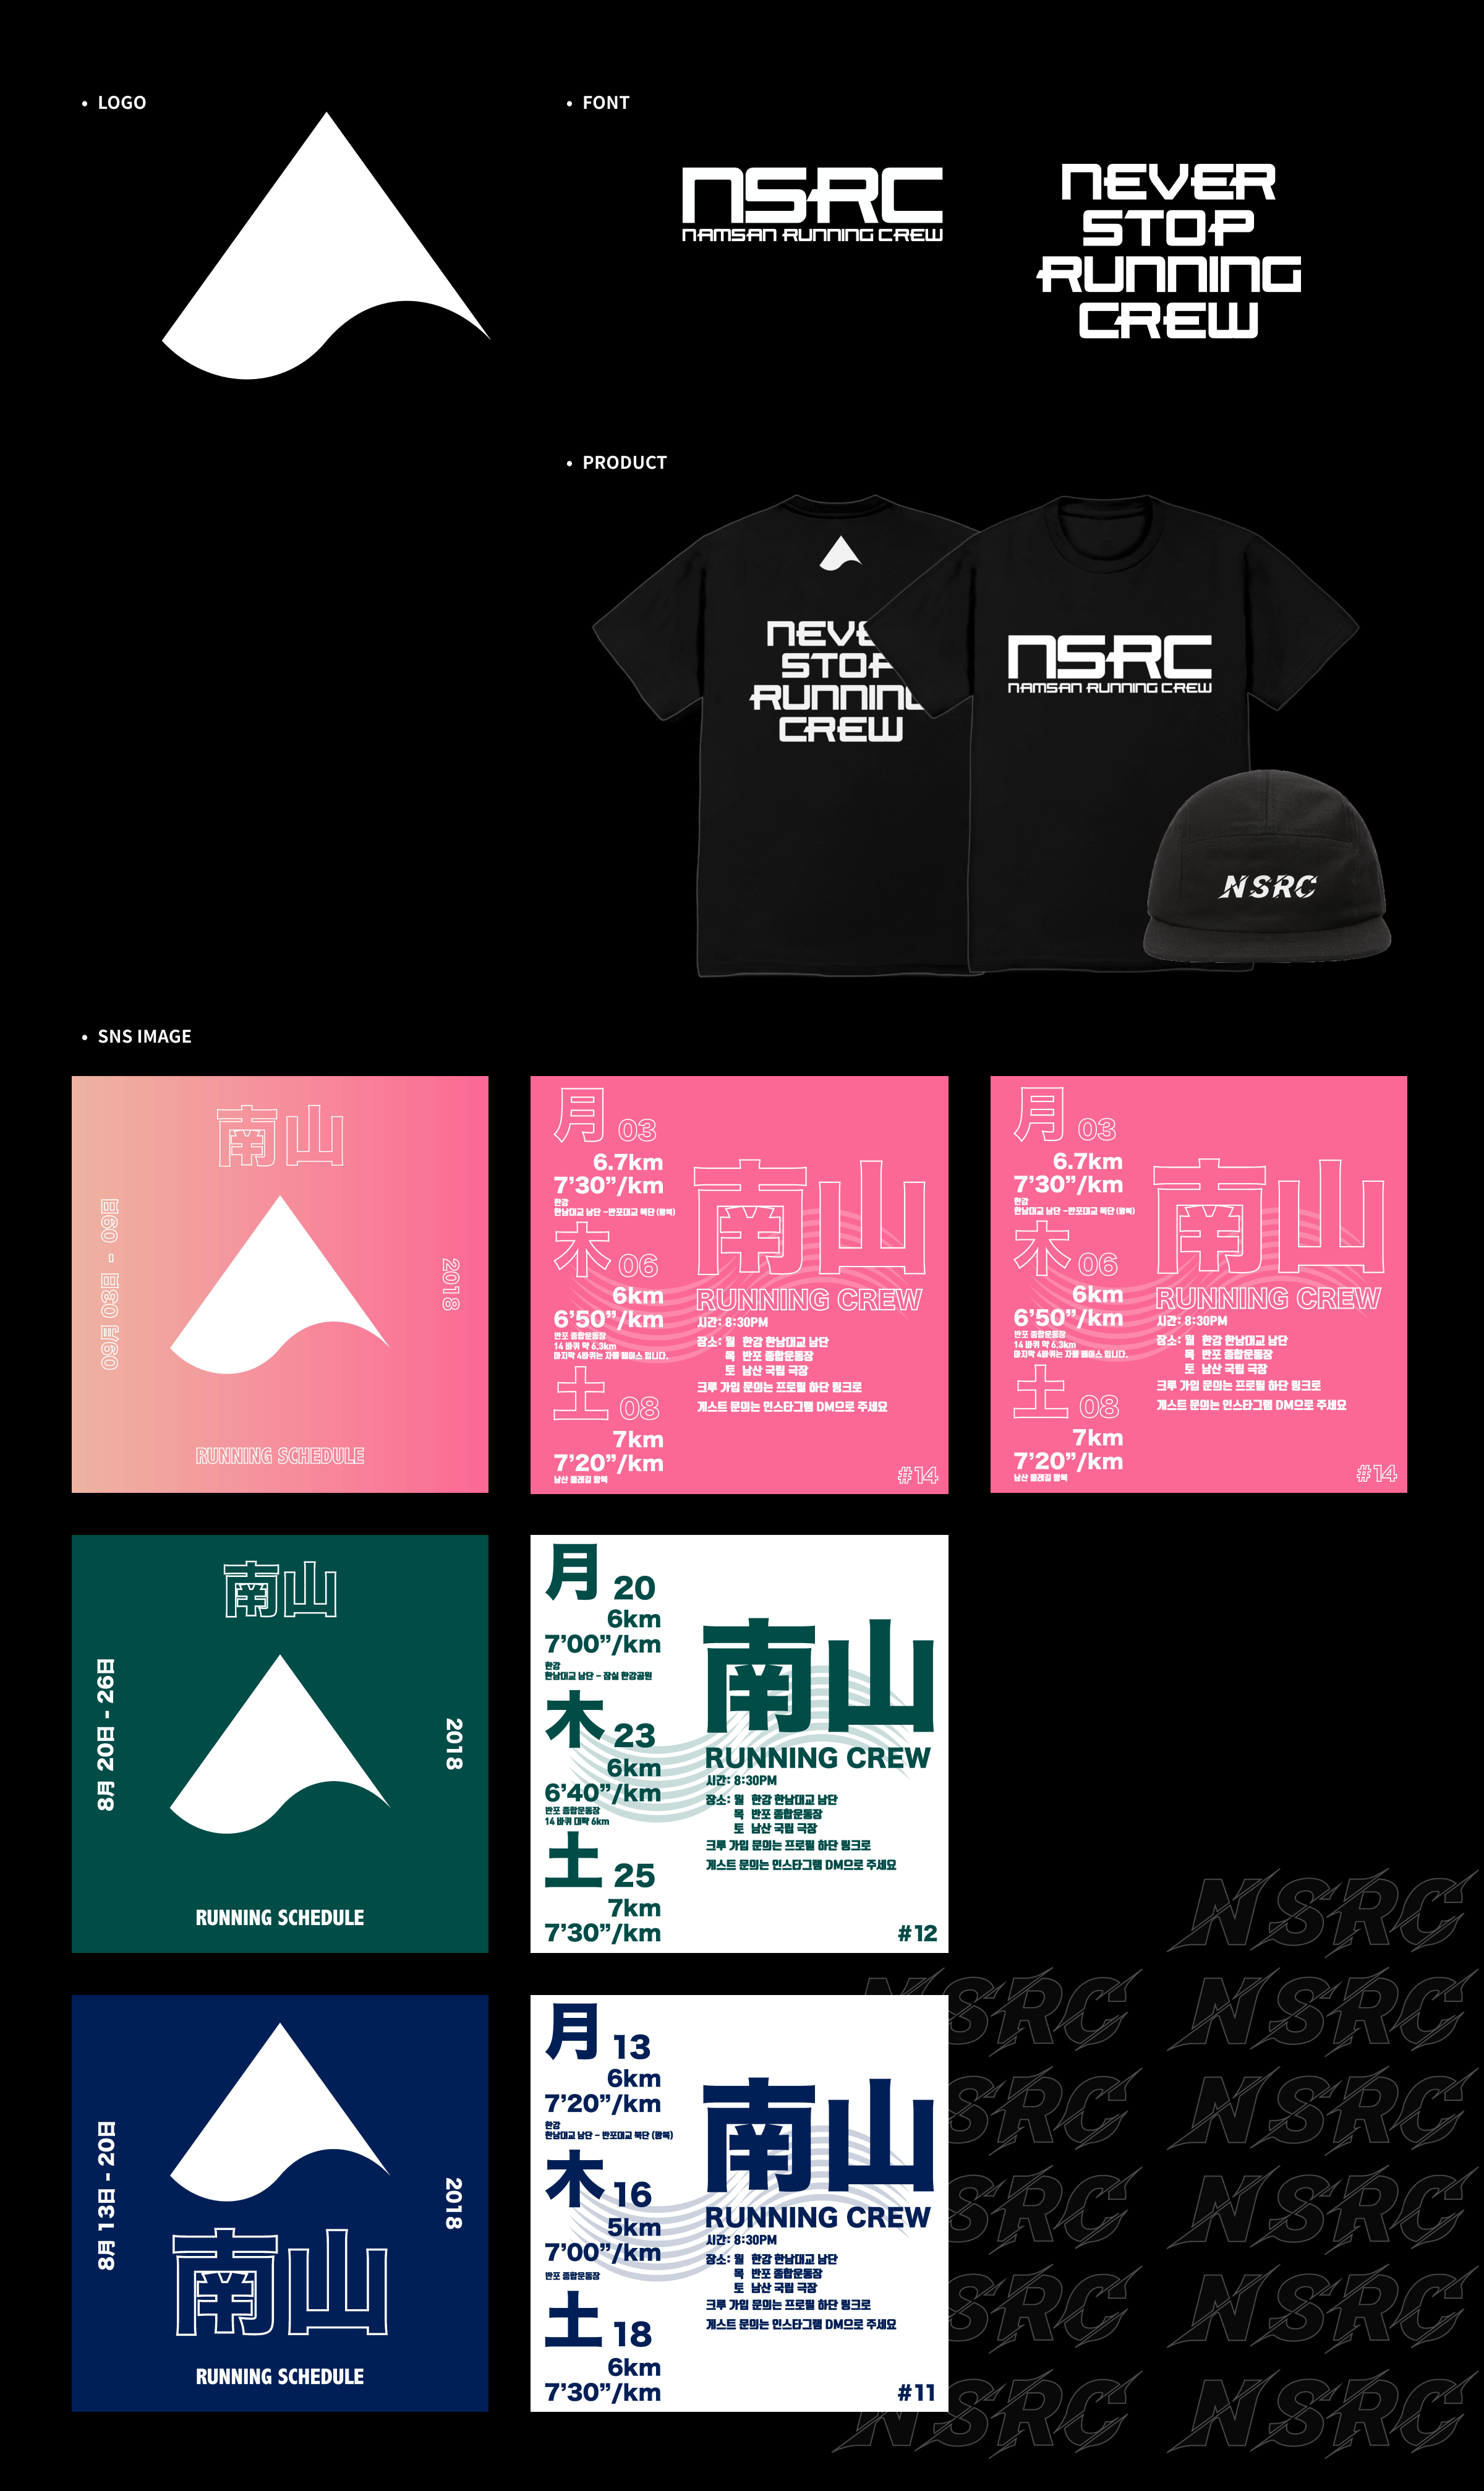 • LOGO
• FONT
NSRC
NAMSAN RUNNING CREW
NEVER
STOP
RUNNING
CREW
• PRODUCT
NEVE
STOP
RUNNING
CREW
NSRC
NAMSAN RUNNING CREW
NSRC
• SNS IMAGE
南山
09月 03日 - 09日
2018
RUNNING SCHEDULE
月 03
6.7km
7’30”/km
한강
한남대교 남단 -반포대교 북단 (왕복)
木 06
6km
6’50”/km
반포 종합운동장
14 바퀴 약 6.3km
마지막 4바퀴는 자율 페이스 입니다.
土 08
7km
7’20”/km
남산 둘레길 왕복
南山
RUNNING CREW
시간: 8:30PM
장소: 월 한강 한남대교 남단
목 반포 종합운동장
토 남산 국립 극장
크루 가입 문의는 프로필 하단 링크로
게스트 문의는 인스타그램 DM으로 주세요
#14
月 03
6.7km
7’30”/km
한강
한남대교 남단 -반포대교 북단 (왕복)
木 06
6km
6’50”/km
반포 종합운동장
14 바퀴 약 6.3km
마지막 4바퀴는 자율 페이스 입니다.
土 08
7km
7’20”/km
남산 둘레길 왕복
南山
RUNNING CREW
시간: 8:30PM
장소: 월 한강 한남대교 남단
목 반포 종합운동장
토 남산 국립 극장
크루 가입 문의는 프로필 하단 링크로
게스트 문의는 인스타그램 DM으로 주세요
#14
南山
8月 20日 - 26日
2018
RUNNING SCHEDULE
月 20
6km
7’00”/km
한강
한남대교 남단 - 잠실 한강공원
木 23
6km
6’40”/km
반포 종합운동장
14 바퀴 대략 6km
土 25
7km
7’30”/km
南山
RUNNING CREW
시간: 8:30PM
장소: 월 한강 한남대교 남단
목 반포 종합운동장
토 남산 국립 극장
크루 가입 문의는 프로필 하단 링크로
게스트 문의는 인스타그램 DM으로 주세요
#12
8月 13日 - 20日
2018
南山
RUNNING SCHEDULE
月 13
6km
7’20”/km
한강
한남대교 남단 - 반포대교 북단 (왕복)
木 16
5km
7’00”/km
반포 종합운동장
土 18
6km
7’30”/km
南山
RUNNING CREW
시간: 8:30PM
장소: 월 한강 한남대교 남단
목 반포 종합운동장
토 남산 국립 극장
크루 가입 문의는 프로필 하단 링크로
게스트 문의는 인스타그램 DM으로 주세요
#11
NSRC
NSRC NSRC
NSRC NSRC
NSRC NSRC
NSRC NSRC
NSRC NSRC